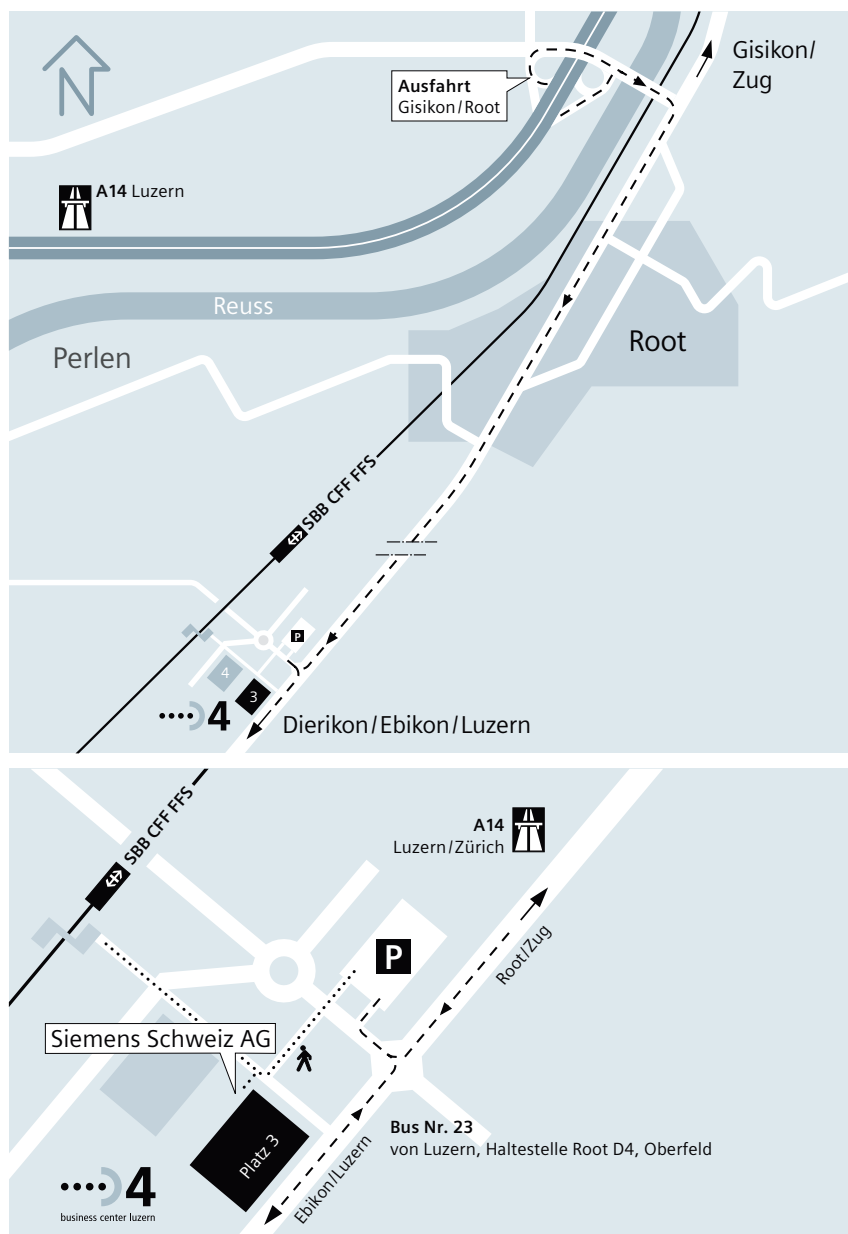 Gisikon/
Zug
Ausfahrt
Gisikon/Root
N
A14 Luzern
Reuss
Root
Perlen
SBB CFF FFS
P
4
3
4
Dierikon/Ebikon/Luzern
SBB CFF FFS
A14
Luzern/Zürich
P
Root/Zug
Siemens Schweiz AG
Bus Nr. 23
von Luzern, Haltestelle Root D4, Oberfeld
Platz 3
Ebikon/Luzern
4
business center luzern